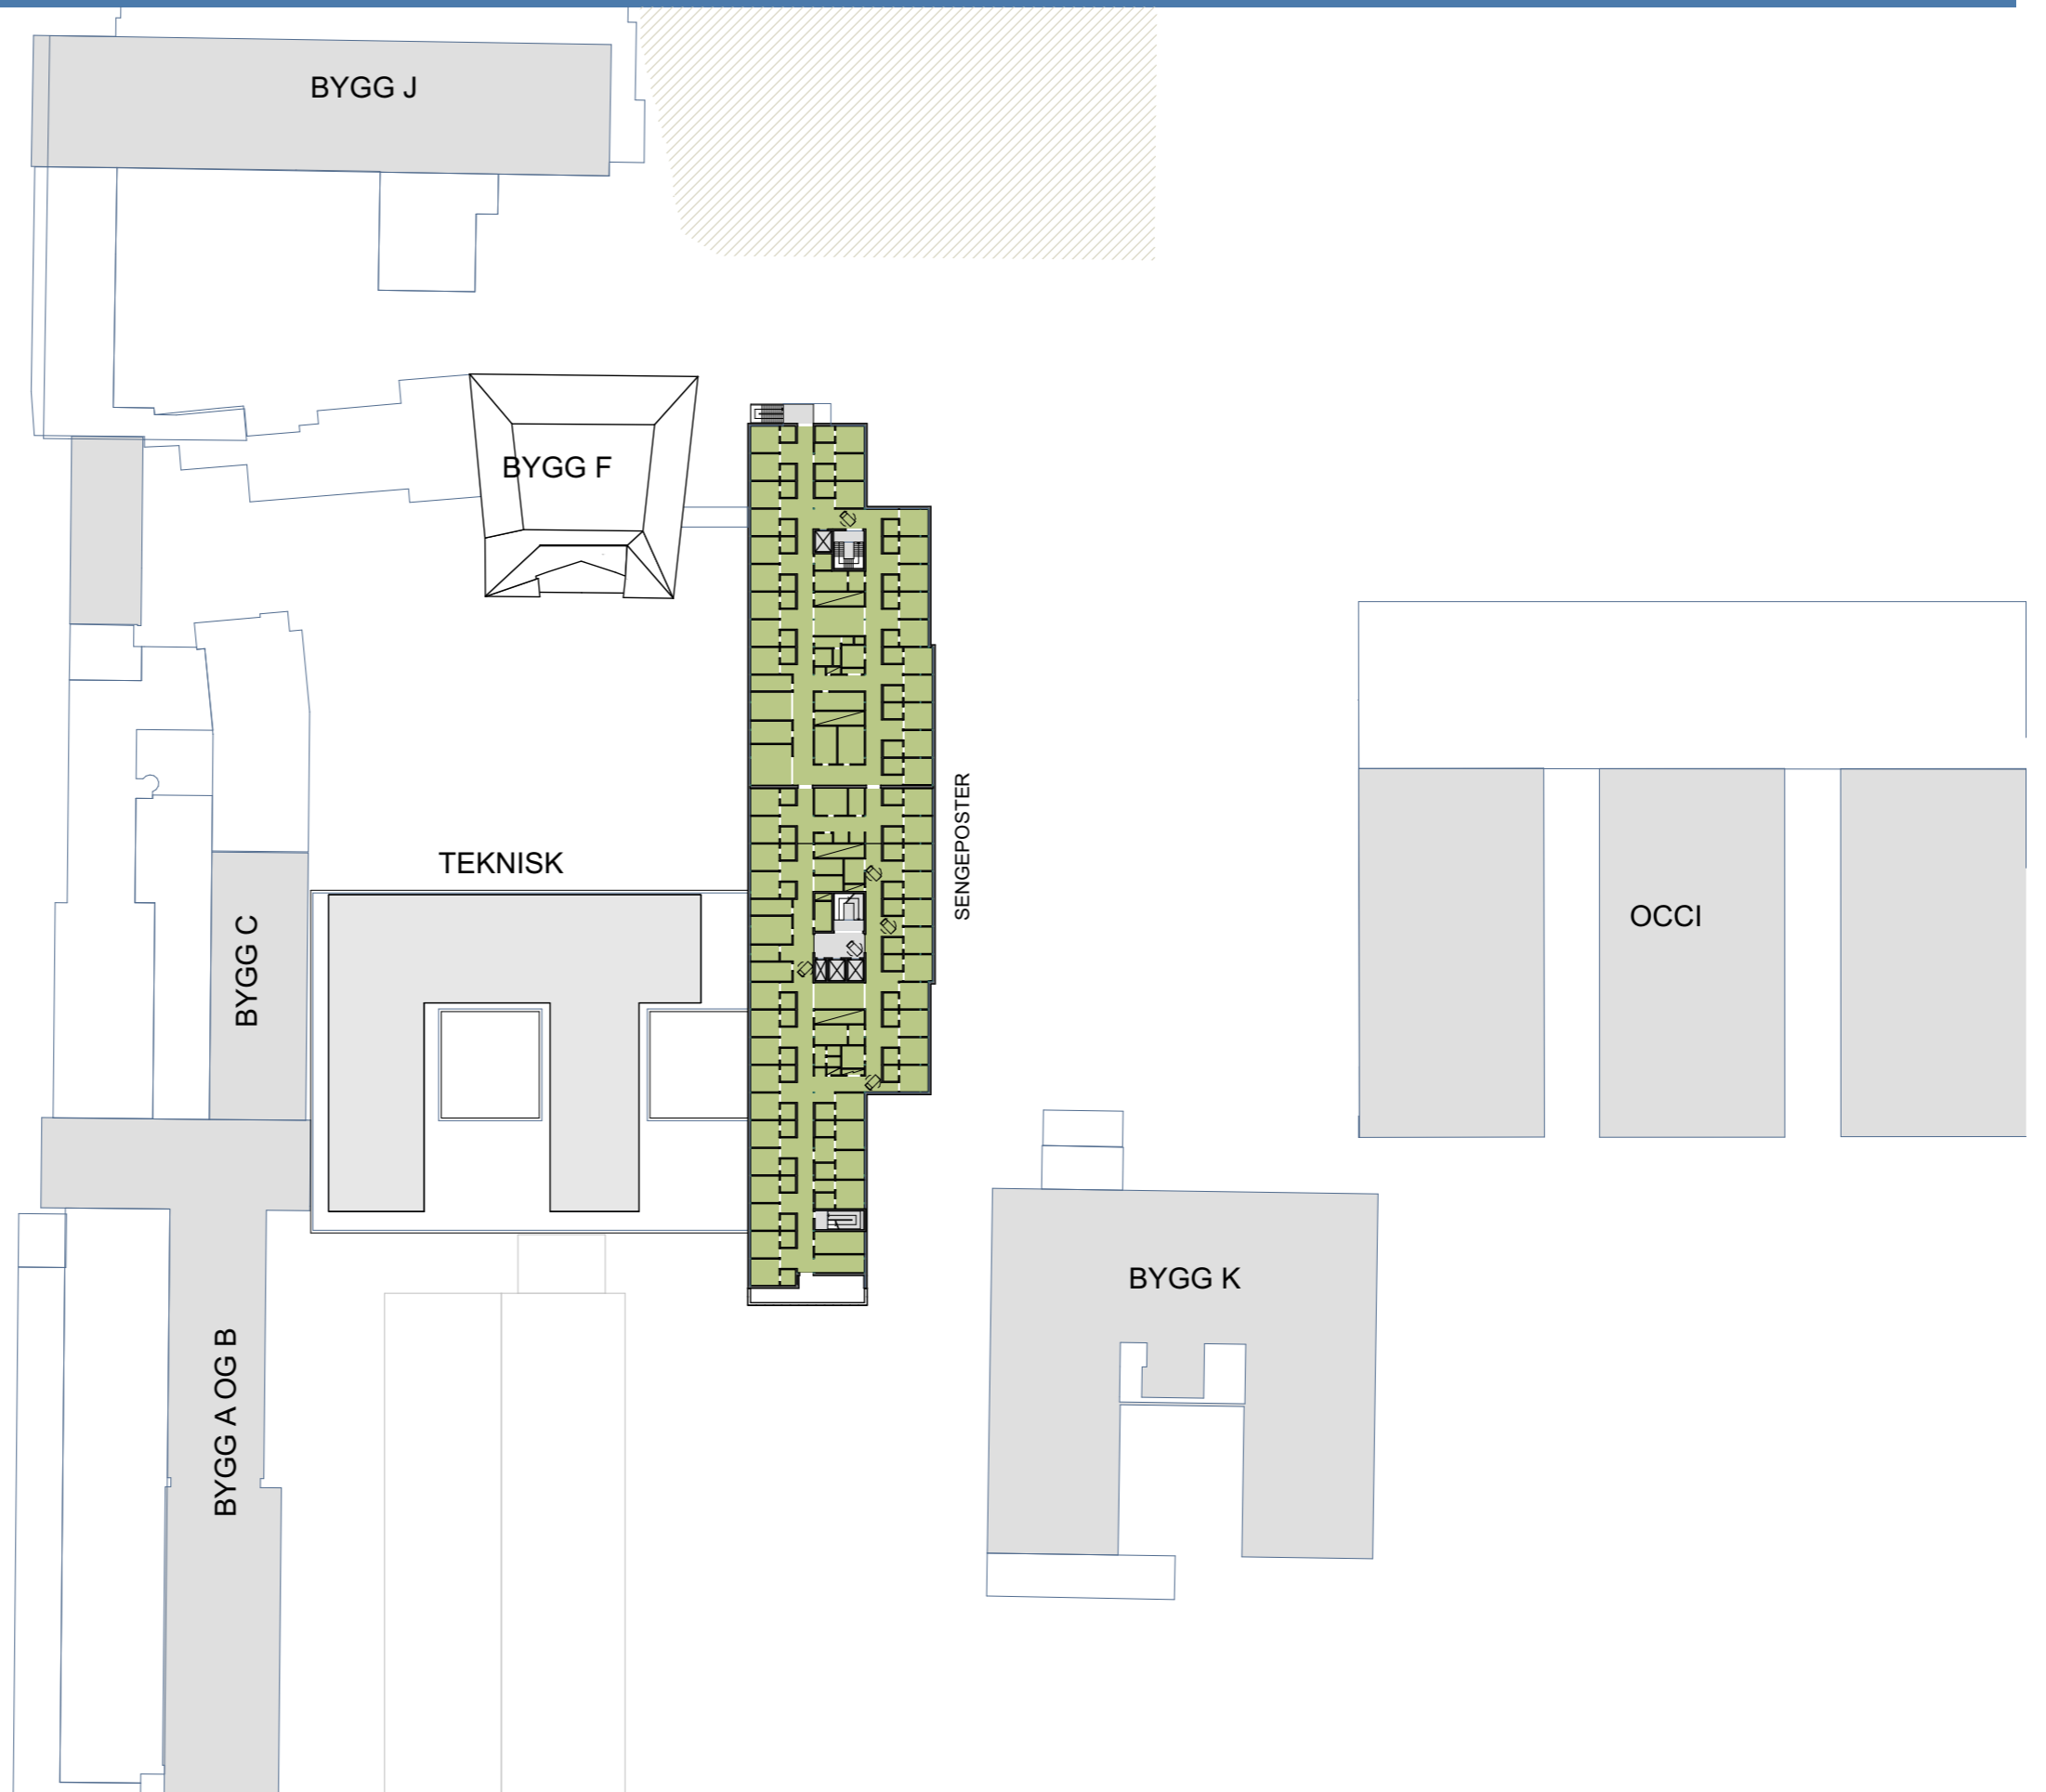 BYGG J
BYGG F
SENGEPOSTER
TEKNISK
BYGG C
OCCI
BYGG K
BYGG A OG B